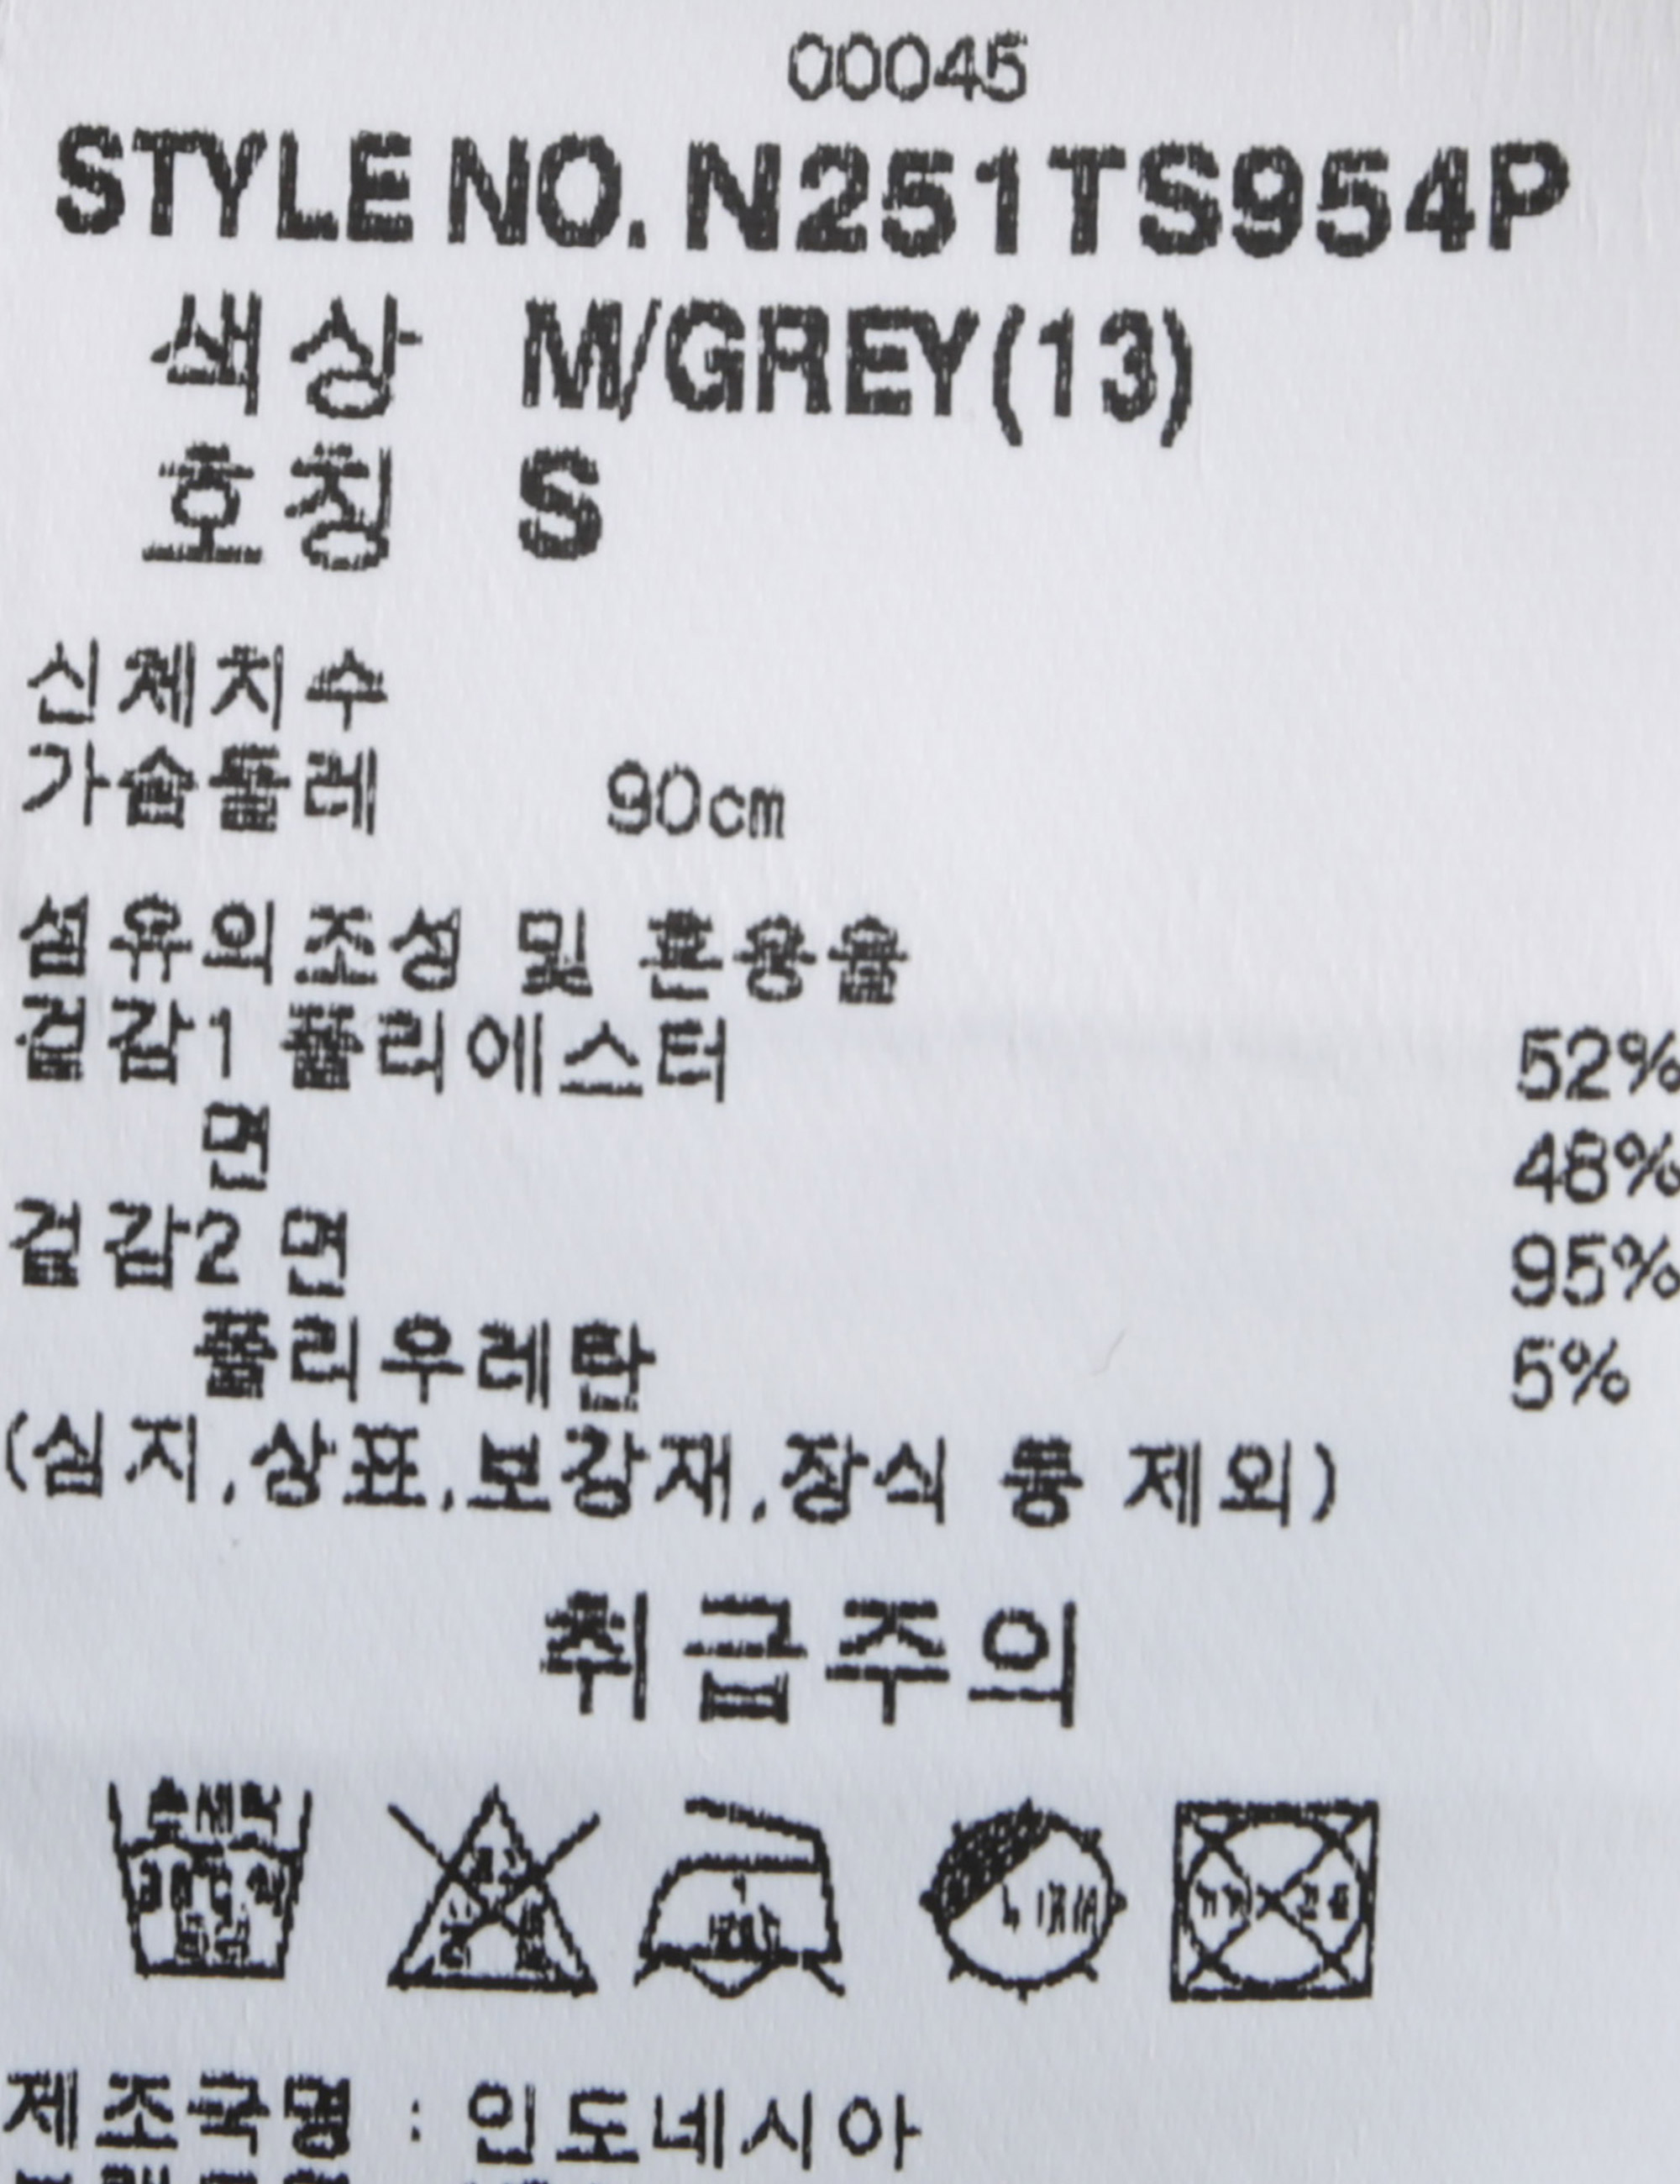 00045
STYLE NO. N251TS954P
색상 M/GREY(13)
호칭 S
신체치수
가슴둘레 90cm
섬유의조성 및 혼용율
겉감1 폴리에스터 52%
면 48%
겉감2 면 95%
폴리우레탄 5%
(심지,상표,보강재,장식 등 제외)
취급주의
손세탁
제조국명 : 인도네시아